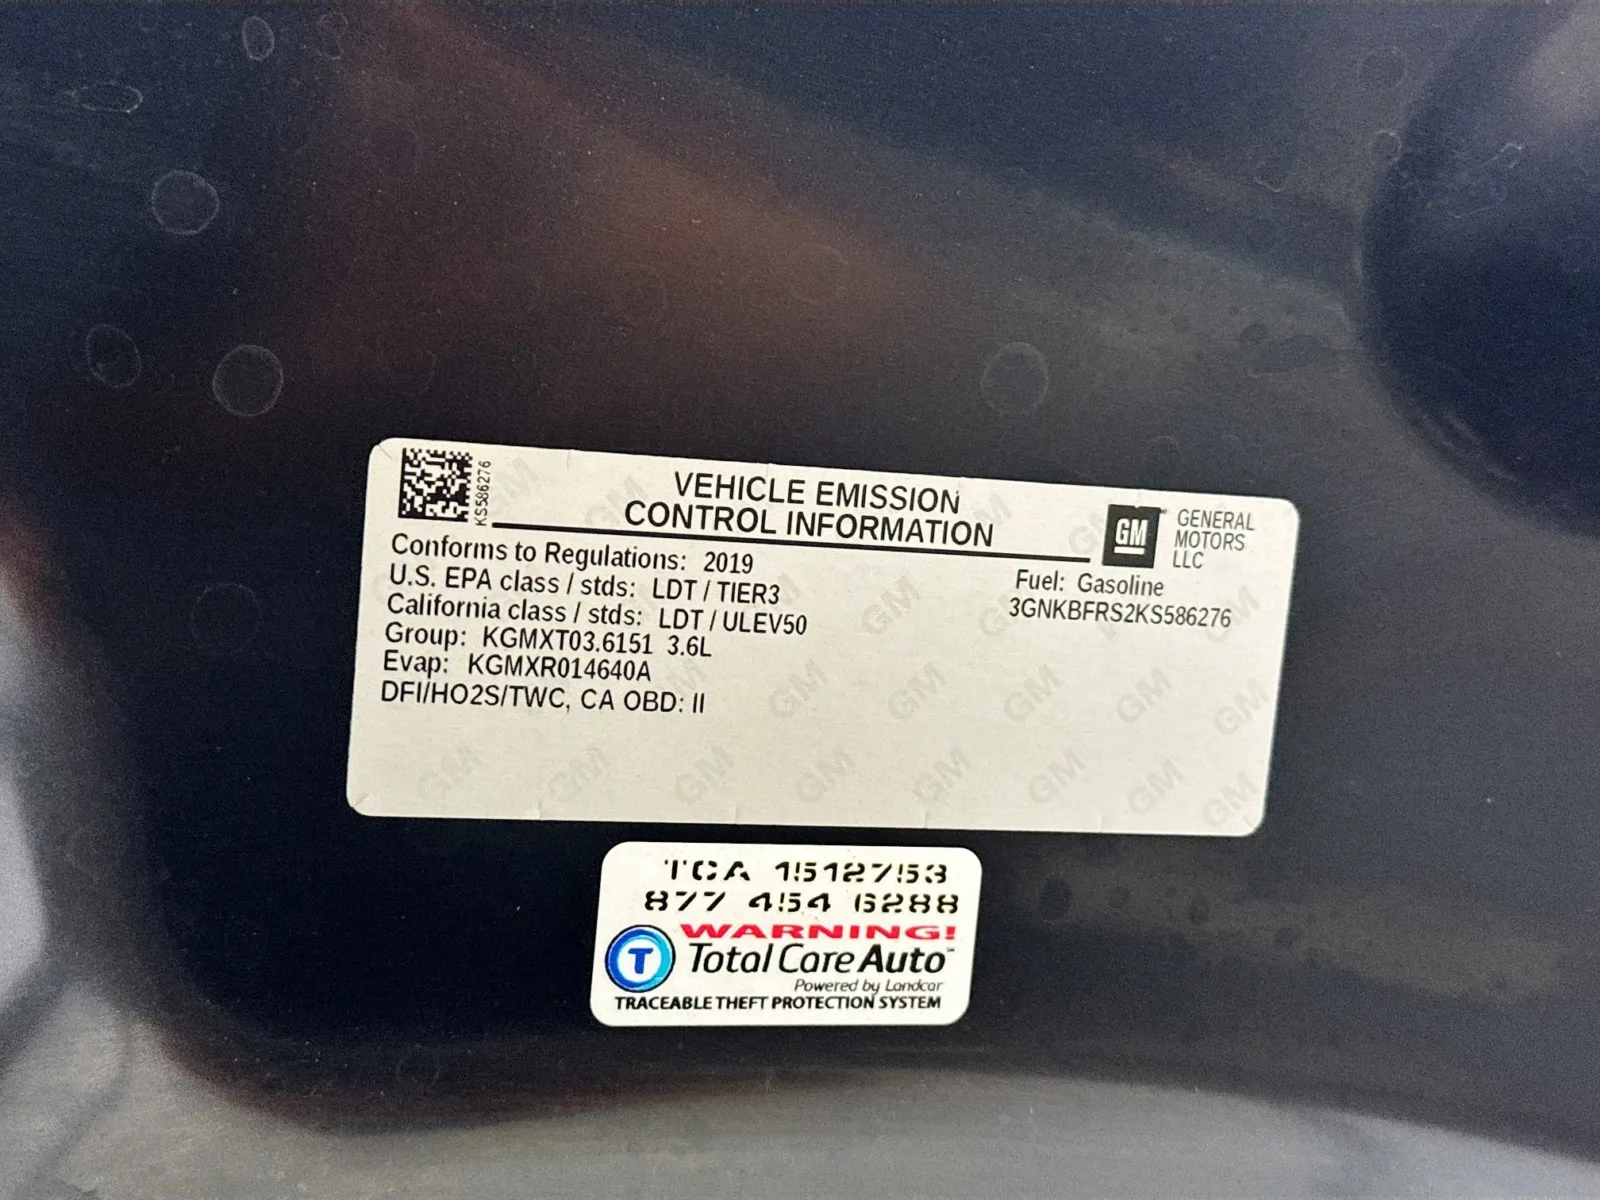 KS586276
VEHICLE EMISSION
CONTROL INFORMATION
GM
GENERAL
MOTORS
LLC
Conforms to Regulations: 2019
U.S. EPA class / stds: LDT / TIER3
California class / stds: LDT / ULEV50
Group: KGMXT03.6151 3.6L
Evap: KGMXR014640A
DFI/HO2S/TWC, CA OBD: II
Fuel: Gasoline
3GNKBFRS2KS586276
TCA 1512753
877 454 6288
WARNING!
T Total Care Auto
Powered by Landcar
TRACEABLE THEFT PROTECTION SYSTEM